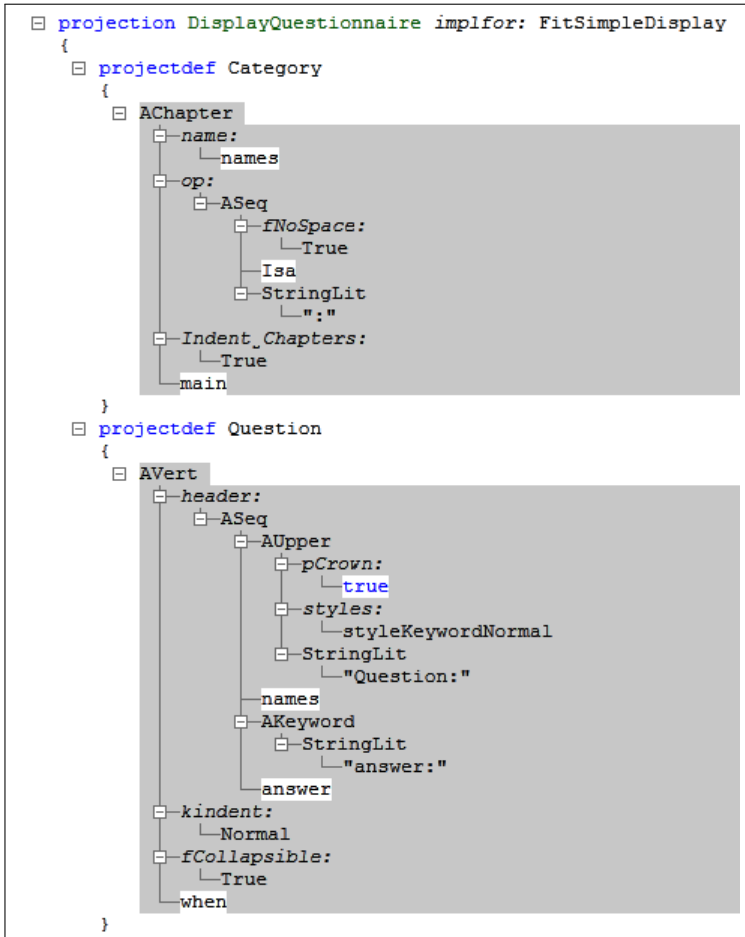 projection DisplayQuestionnaire implfor: FitSimpleDisplay
{
projectdef Category
{
AChapter
name:
names
op:
ASeq
fNoSpace:
True
Isa
StringLit
":"
Indent_Chapters:
True
main
}
projectdef Question
{
AVert
header:
ASeq
AUpper
pCrown:
true
styles:
styleKeywordNormal
StringLit
"Question:"
names
AKeyword
StringLit
"answer:"
answer
kindent:
Normal
fCollapsible:
True
when
}